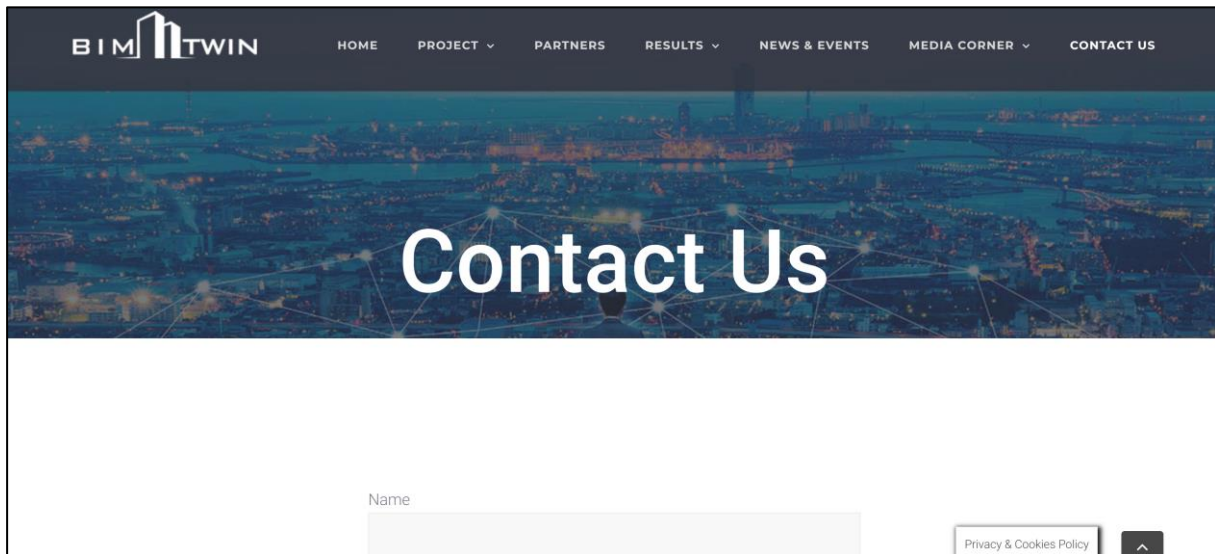 BIM TWIN
HOME PROJECT PARTNERS RESULTS NEWS & EVENTS MEDIA CORNER CONTACT US
Contact Us
Name
Privacy & Cookies Policy